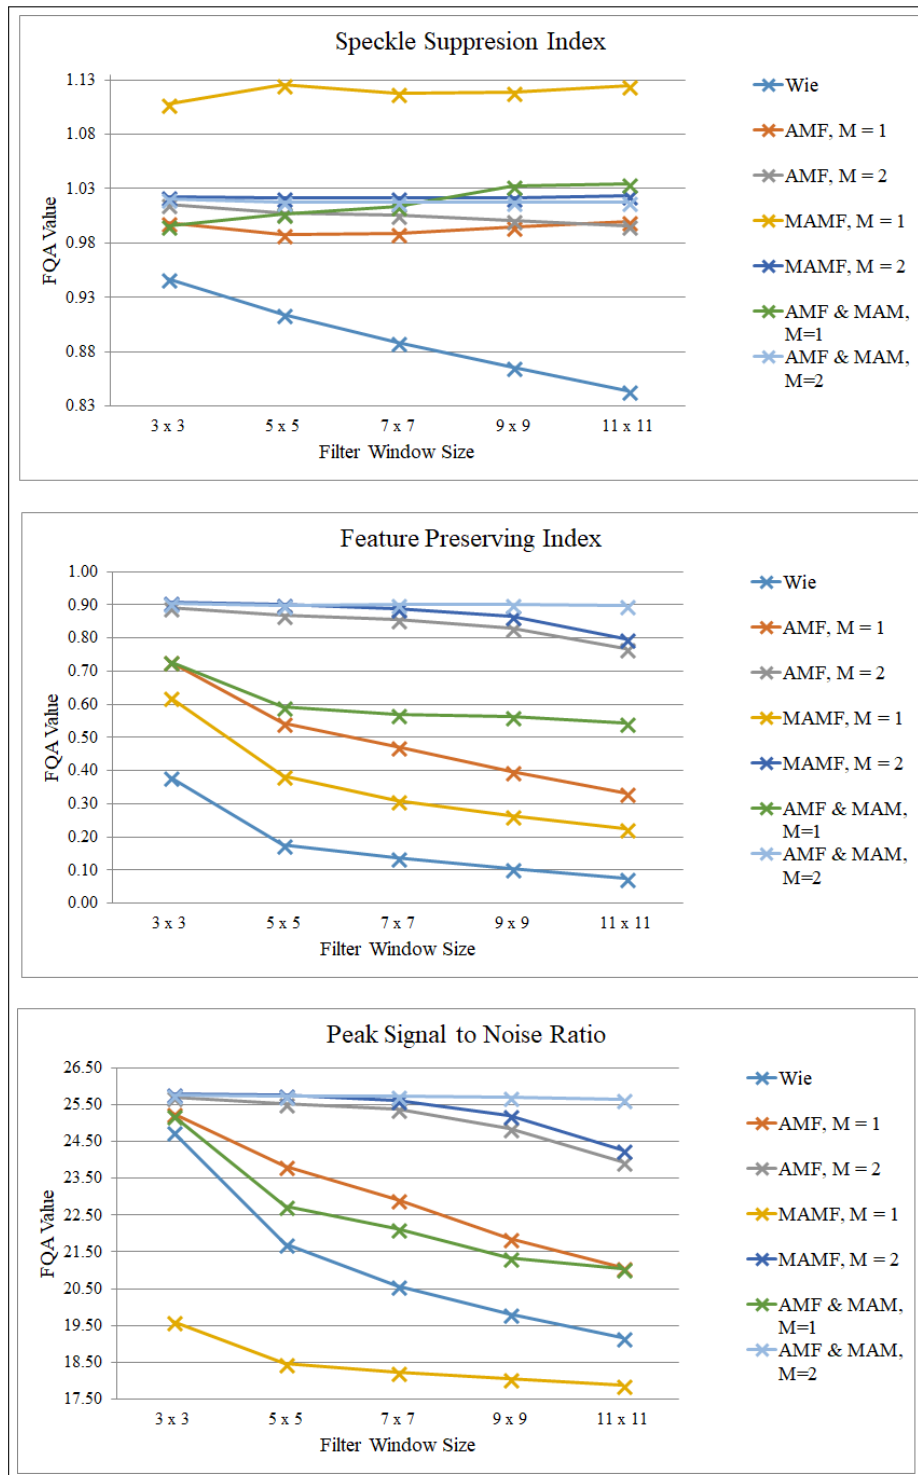 Speckle Suppresion Index
1.13
1.08
1.03
0.98
0.93
0.88
0.83
FQA Value
3 x 3 5 x 5 7 x 7 9 x 9 11 x 11
Filter Window Size
Wie
AMF, M = 1
AMF, M = 2
MAMF, M = 1
MAMF, M = 2
AMF & MAM,
M=1
AMF & MAM,
M=2
Feature Preserving Index
1.00
0.90
0.80
0.70
0.60
0.50
0.40
0.30
0.20
0.10
0.00
FQA Value
3 x 3 5 x 5 7 x 7 9 x 9 11 x 11
Filter Window Size
Wie
AMF, M = 1
AMF, M = 2
MAMF, M = 1
MAMF, M = 2
AMF & MAM,
M=1
AMF & MAM,
M=2
Peak Signal to Noise Ratio
26.50
25.50
24.50
23.50
22.50
21.50
20.50
19.50
18.50
17.50
FQA Value
3 x 3 5 x 5 7 x 7 9 x 9 11 x 11
Filter Window Size
Wie
AMF, M = 1
AMF, M = 2
MAMF, M = 1
MAMF, M = 2
AMF & MAM,
M=1
AMF & MAM,
M=2